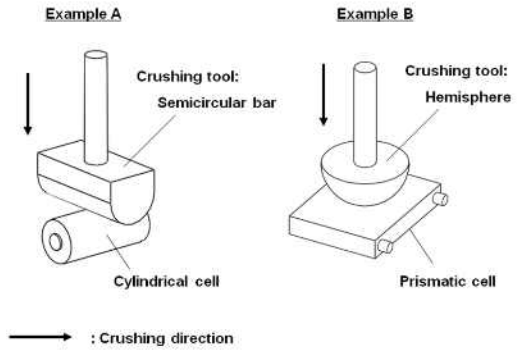 Example A
Crushing tool:
Semicircular bar
Cylindrical cell
Example B
Crushing tool:
Hemisphere
Prismatic cell
: Crushing direction